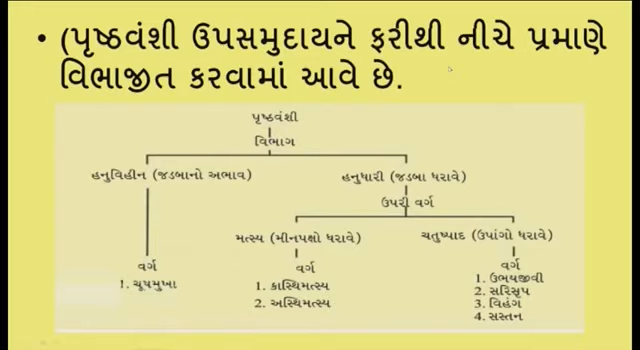 • (પૃષ્ઠવંશી ઉપસમુદાયને ફરીથી નીચે પ્રમાણે
વિભાજીત કરવામાં આવે છે.
પૃષ્ઠવંશી
વિભાગ
હનુવિહીન (જડબાનો અભાવ)
હનુધારી (જડબા ધરાવે)
ઉપરી વર્ગ
મત્સ્ય (મીનપક્ષો ધરાવે)
ચતુષ્પાદ (ઉપાંગો ધરાવે)
વર્ગ
1. ચૂષમુખા
વર્ગ
1. કાસ્થિમત્સ્ય
2. અસ્થિમત્સ્ય
વર્ગ
1. ઉભયજીવી
2. સરિસૃપ
3. વિહંગ
4. સસ્તન